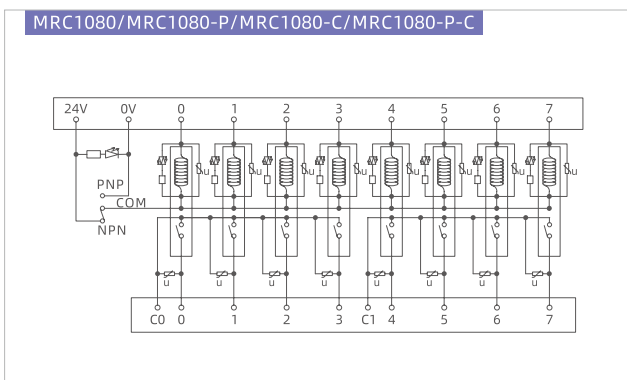 MRC1080/MRC1080-P/MRC1080-C/MRC1080-P-C
24V 0V 0 1 2 3 4 5 6 7
u u u u u u u u
PNP
COM
NPN
u u u u u u u u
C0 0 1 2 3 C1 4 5 6 7